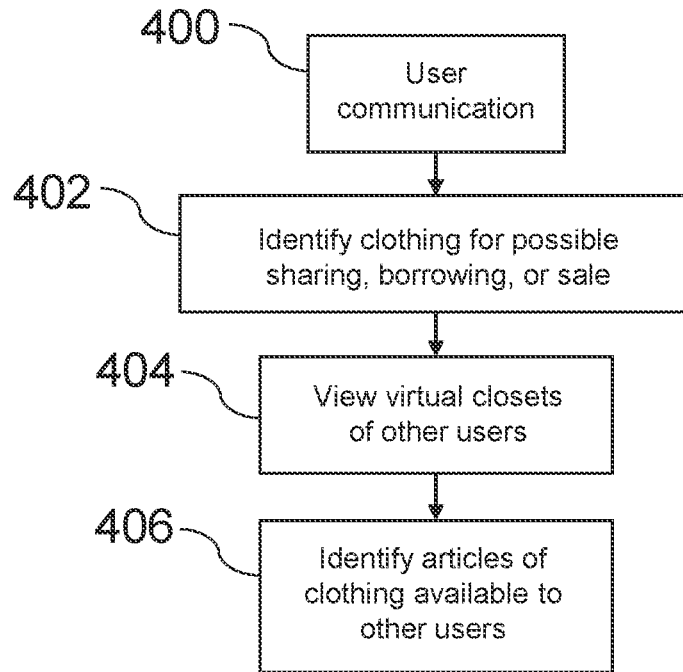 400
User
communication
402
Identify clothing for possible
sharing, borrowing, or sale
404
View virtual closets
of other users
406
Identify articles of
clothing available to
other users